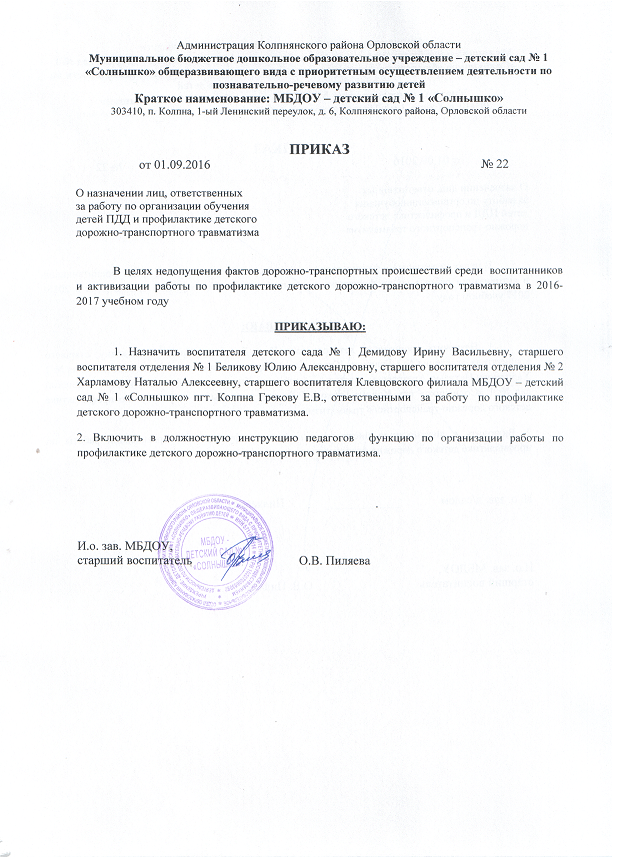 Администрация Колпнянского района Орловской области
Муниципальное бюджетное дошкольное образовательное учреждение – детский сад № 1
«Солнышко» общеразвивающего вида с приоритетным осуществлением деятельности по
познавательно-речевому развитию детей
Краткое наименование: МБДОУ – детский сад № 1 «Солнышко»
303410, п. Колпна, 1-ый Ленинский переулок, д. 6, Колпнянского района, Орловской области
ПРИКАЗ
от 01.09.2016 № 22
О назначении лиц, ответственных
за работу по организации обучения
детей ПДД и профилактике детского
дорожно-транспортного травматизма
В целях недопущения фактов дорожно-транспортных происшествий среди воспитанников
и активизации работы по профилактике детского дорожно-транспортного травматизма в 2016-
2017 учебном году
ПРИКАЗЫВАЮ:
1. Назначить воспитателя детского сада № 1 Демидову Ирину Васильевну, старшего
воспитателя отделения № 1 Беликову Юлию Александровну, старшего воспитателя отделения № 2
Харламову Наталью Алексеевну, старшего воспитателя Клевцовского филиала МБДОУ – детский
сад № 1 «Солнышко» пгт. Колпна Грекову Е.В., ответственными за работу по профилактике
детского дорожно-транспортного травматизма.
2. Включить в должностную инструкцию педагогов функцию по организации работы по
профилактике детского дорожно-транспортного травматизма.
И.о. зав. МБДОУ,
старший воспитатель О.В. Пиляева
МБДОУ -
ДЕТСКИЙ САД
«СОЛНЫШКО»